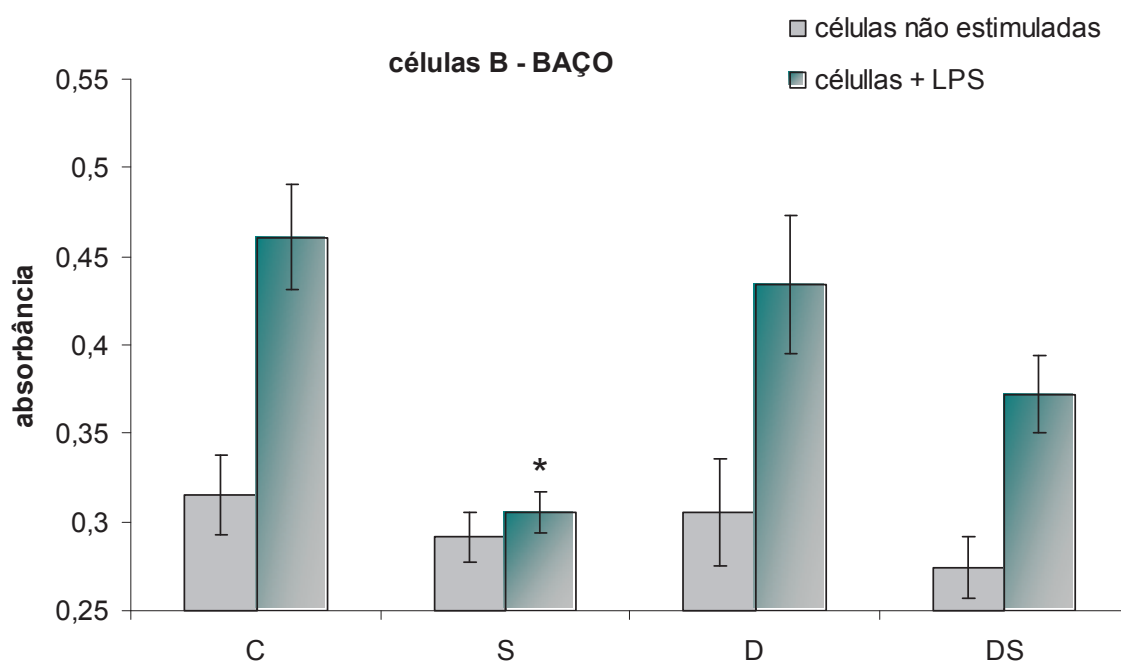 células não estimuladas
célullas + LPS
células B - BAÇO
absorbância
0,55
0,5
0,45
0,4
0,35
0,3
0,25
*
C
S
D
DS